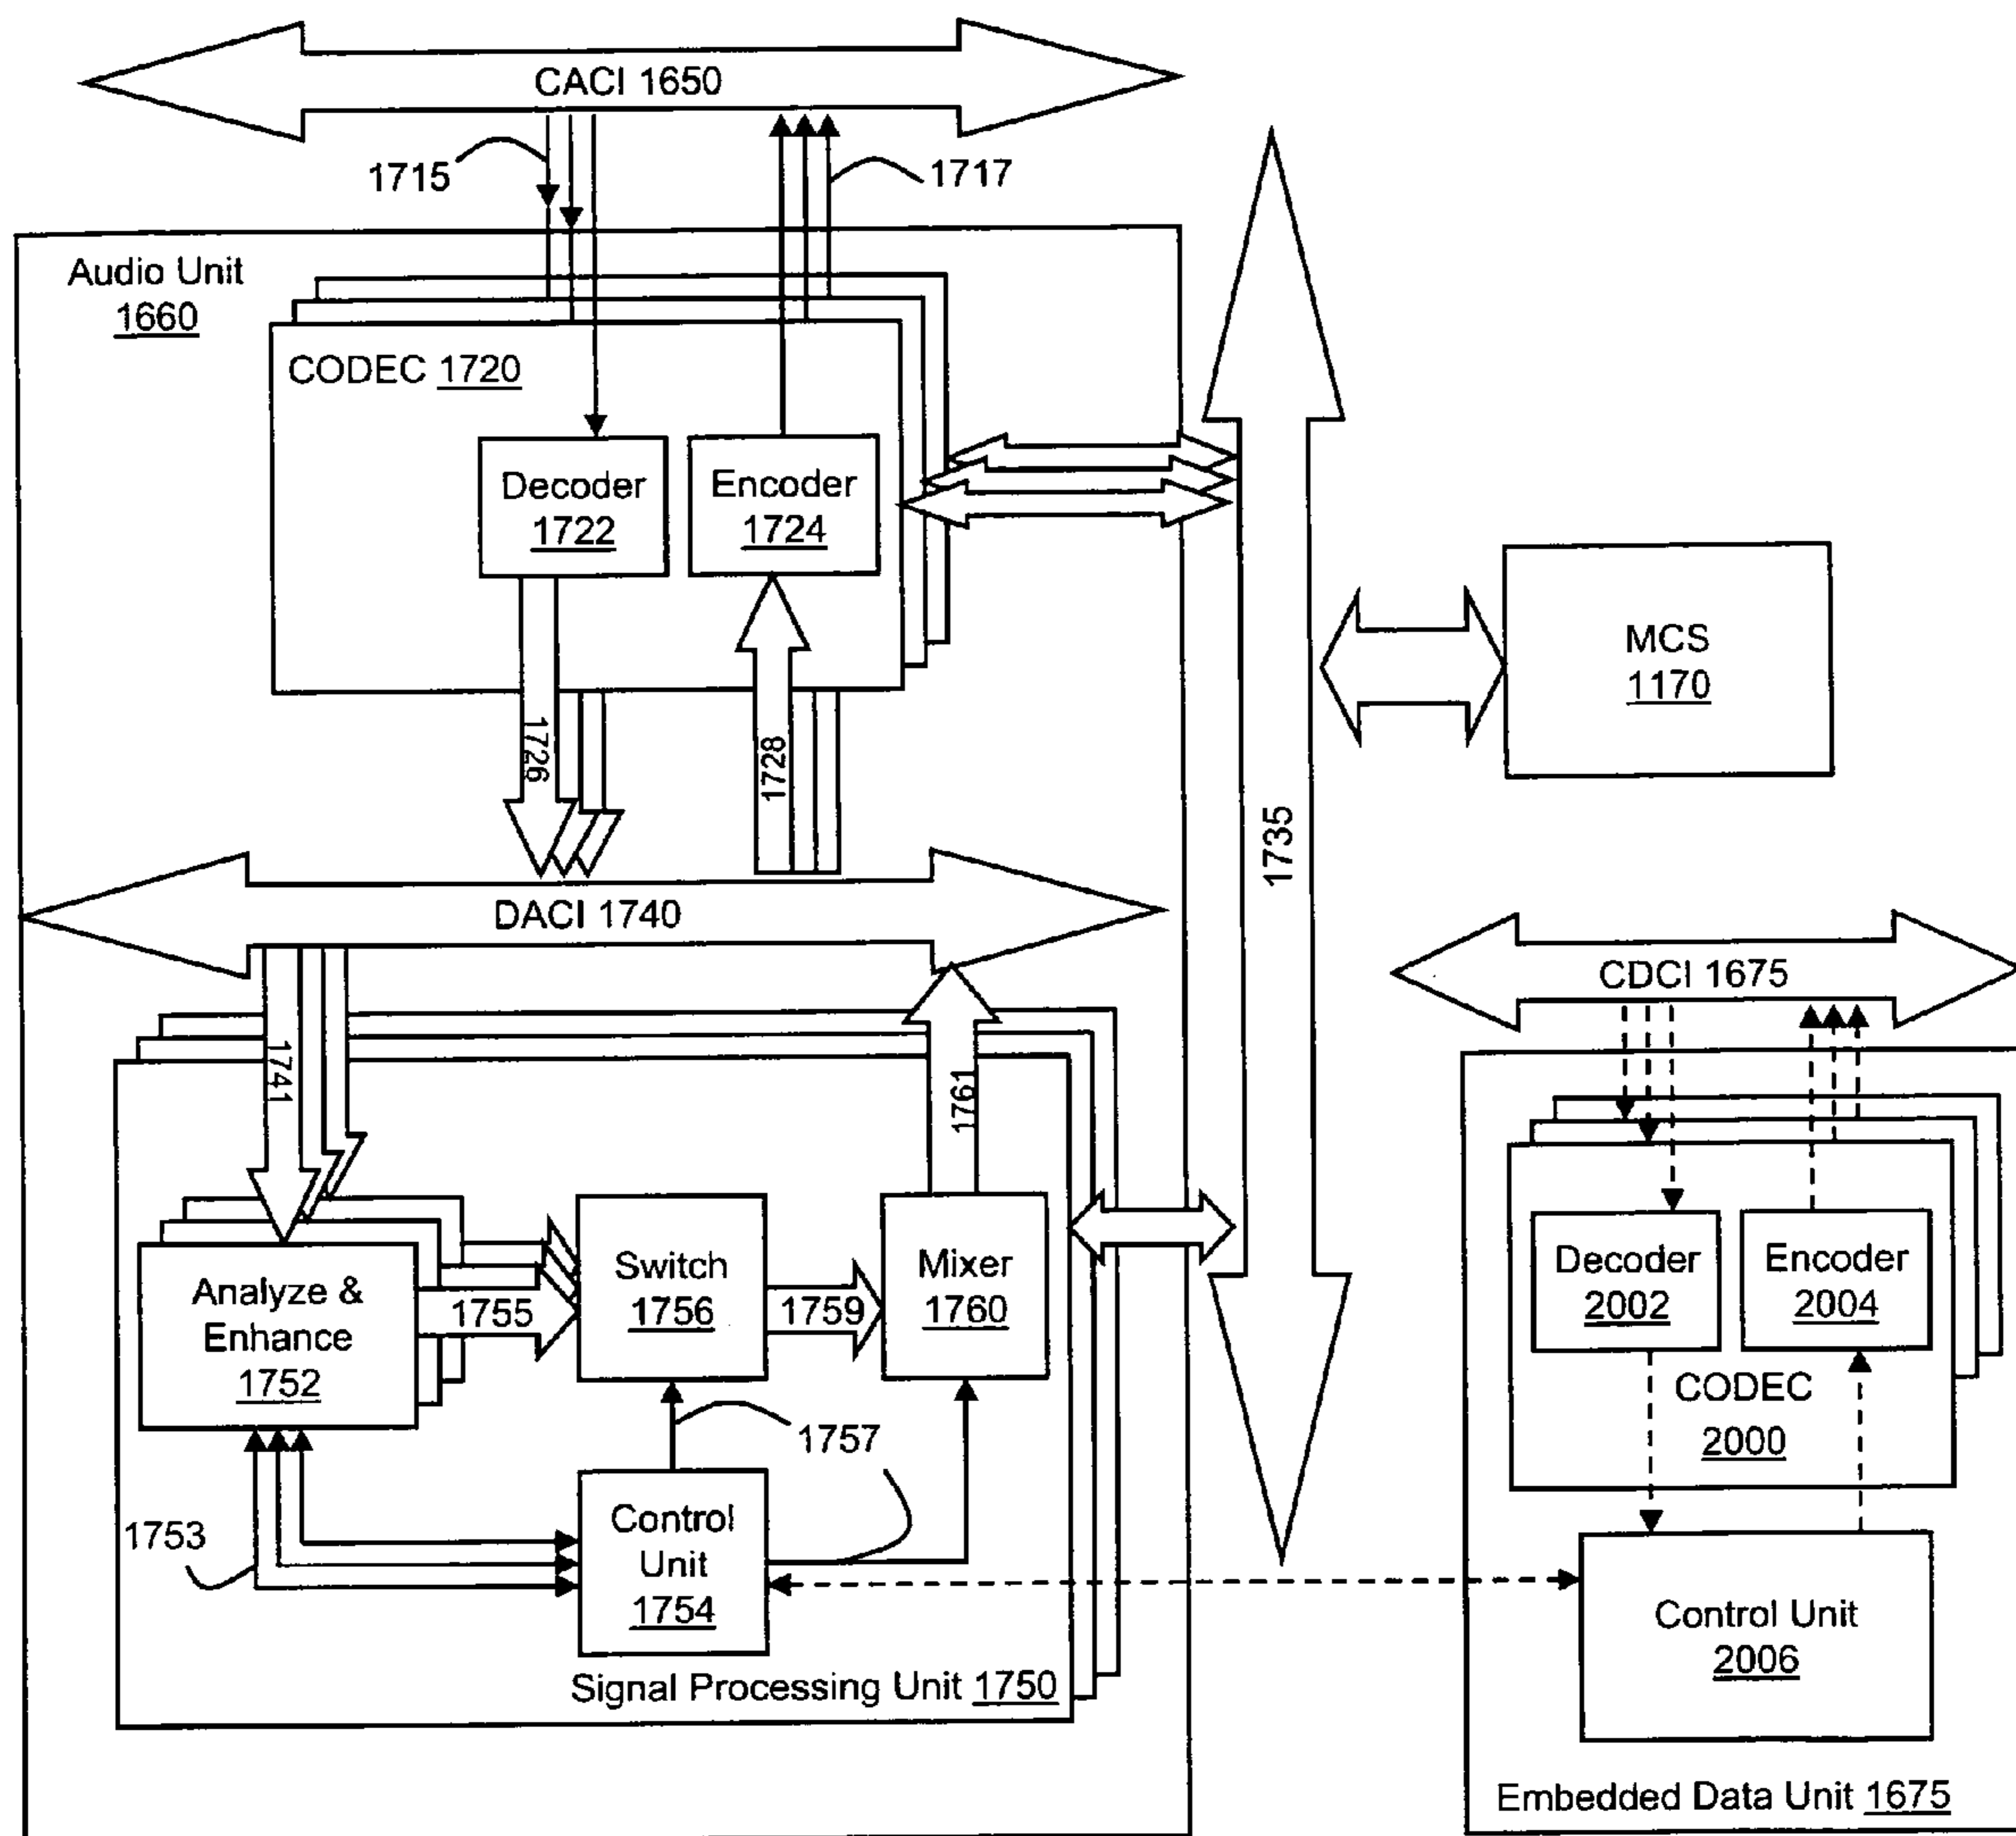 CACI 1650
1715
1717
Audio Unit
1660
CODEC 1720
Decoder
1722
Encoder
1724
MCS
1170
1726
1728
1735
DACI 1740
CDCI 1675
1741
1761
Analyze &
Enhance
1752
1755
Switch
1756
1759
Mixer
1760
Decoder
2002
Encoder
2004
CODEC
2000
1757
1753
Control
Unit
1754
Control Unit
2006
Signal Processing Unit 1750
Embedded Data Unit 1675